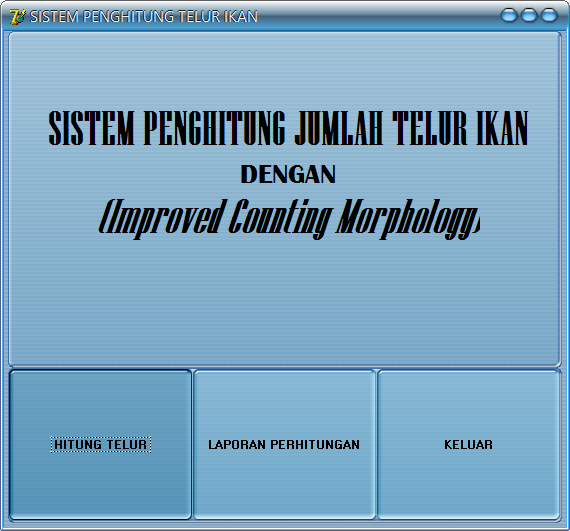 SISTEM PENGHITUNG TELUR IKAN
SISTEM PENGHITUNG JUMLAH TELUR IKAN
DENGAN
(Improved Counting Morphology)
HITUNG TELUR
LAPORAN PERHITUNGAN
KELUAR